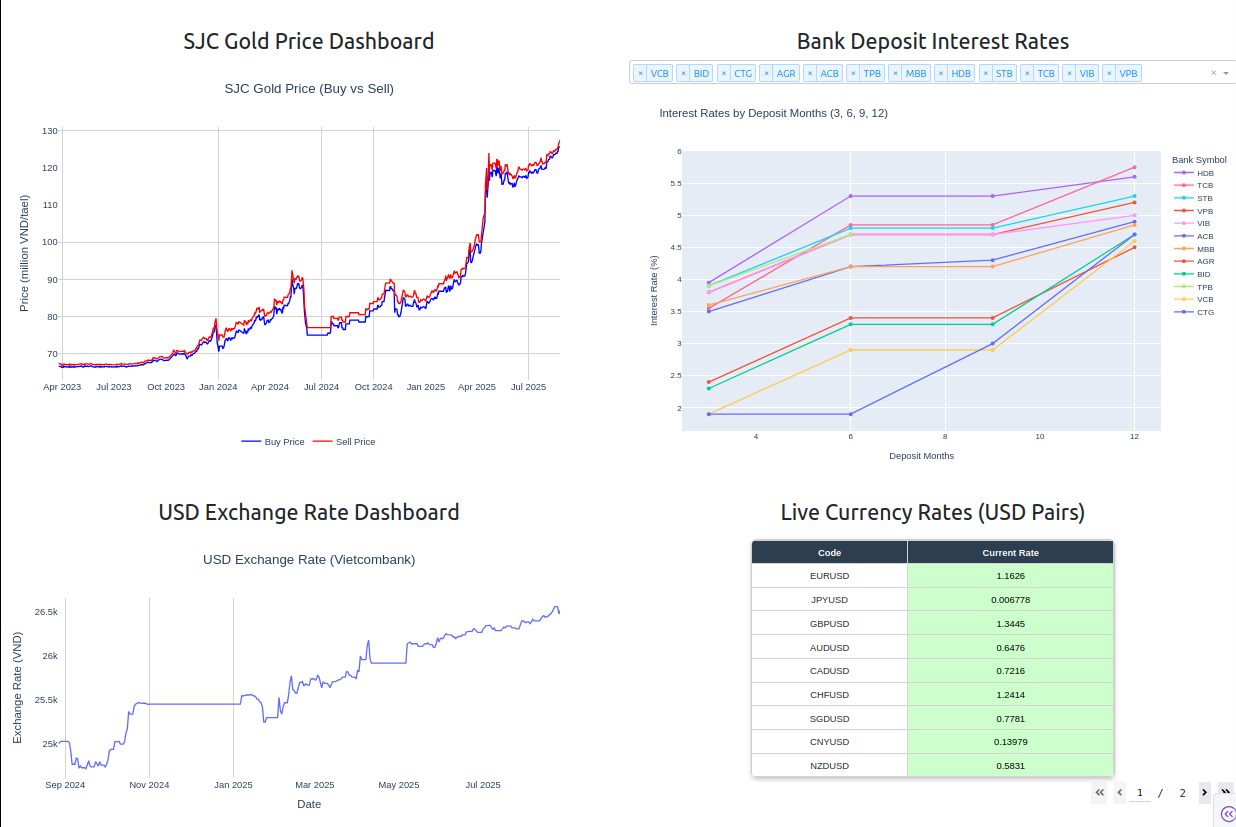 SJC Gold Price Dashboard
SJC Gold Price (Buy vs Sell)
Price (million VND/tael)
130
120
110
100
90
80
70
Apr 2023 Jul 2023 Oct 2023 Jan 2024 Apr 2024 Jul 2024 Oct 2024 Jan 2025 Apr 2025 Jul 2025
Buy Price Sell Price
Bank Deposit Interest Rates
× VCB × BID × CTG × AGR × ACB × TPB × MBB × HDB × STB × TCB × VIB × VPB ×
Interest Rates by Deposit Months (3, 6, 9, 12)
Interest Rate (%)
6
5.5
5
4.5
4
3.5
3
2.5
2
4 6 8 10 12
Deposit Months
Bank Symbol
HDB
TCB
STB
VPB
VIB
ACB
MBB
AGR
BID
TPB
VCB
CTG
USD Exchange Rate Dashboard
USD Exchange Rate (Vietcombank)
Exchange Rate (VND)
26.5k
26k
25.5k
25k
Sep 2024 Nov 2024 Jan 2025 Mar 2025 May 2025 Jul 2025
Date
Live Currency Rates (USD Pairs)
Code Current Rate
EURUSD 1.1626
JPYUSD 0.006778
GBPUSD 1.3445
AUDUSD 0.6476
CADUSD 0.7216
CHFUSD 1.2414
SGDUSD 0.7781
CNYUSD 0.13979
NZDUSD 0.5831
1 / 2